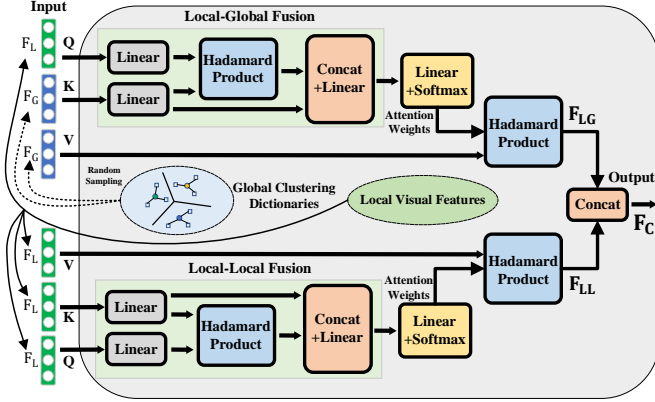 Input
Local-Global Fusion
F_L Q
Linear
Hadamard
Product
Concat
+Linear
Linear
+Softmax
F_G K
Linear
Attention
Weights
Hadamard
Product
F_LG
F_G V
Random
Sampling
Global Clustering
Dictionaries
Local Visual Features
Output
Concat
F_C
F_L V
Hadamard
Product
F_LL
Local-Local Fusion
Attention
Weights
F_L K
Linear
Hadamard
Product
Concat
+Linear
Linear
+Softmax
F_L Q
Linear